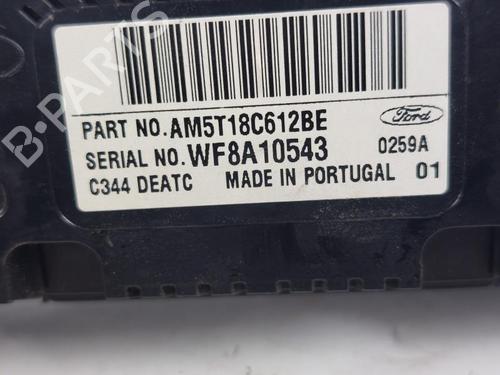 B-PARTS
PART NO. AM5T18C612BE
Ford
SERIAL NO. WF8A10543
0259A
C344 DEATC MADE IN PORTUGAL 01